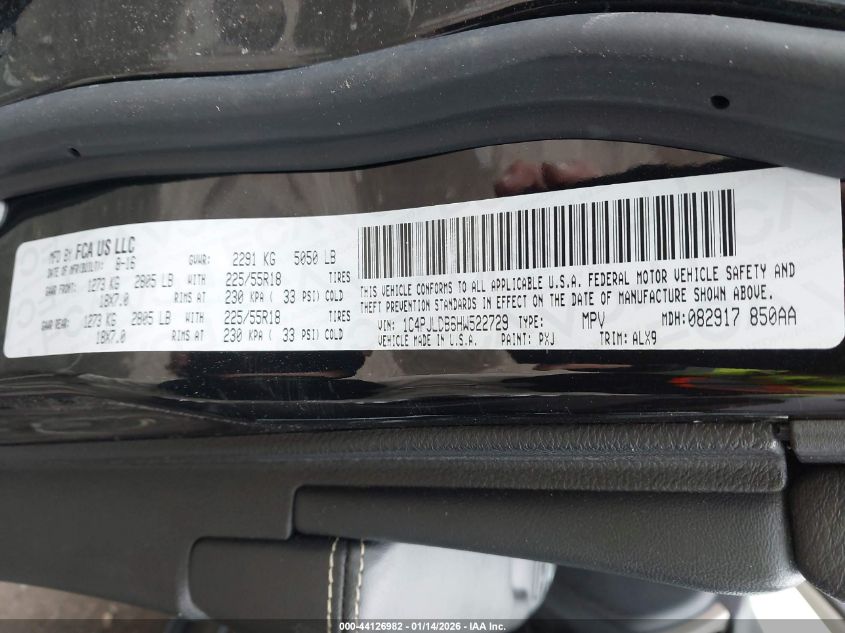 MFD BY FCA US LLC
DATE OF MFR/BUILT: 8-16 GVWR: 2291 KG 5050 LB
GAWR FRONT: 1273 KG 2805 LB WITH 225/55R18 TIRES
18X7.0 RIMS AT 230 KPA ( 33 PSI) COLD
GAWR REAR: 1273 KG 2805 LB WITH 225/55R18 TIRES
18X7.0 RIMS AT 230 KPA ( 33 PSI) COLD
THIS VEHICLE CONFORMS TO ALL APPLICABLE U.S.A. FEDERAL MOTOR VEHICLE SAFETY AND
THEFT PREVENTION STANDARDS IN EFFECT ON THE DATE OF MANUFACTURE SHOWN ABOVE.
VIN: 1C4PJLCB5HW522729 TYPE: MPV MDH: 082917 850AA
VEHICLE MADE IN U.S.A. PAINT: PXJ TRIM: ALX9
000-44126982 - 01/14/2026 - IAA Inc.